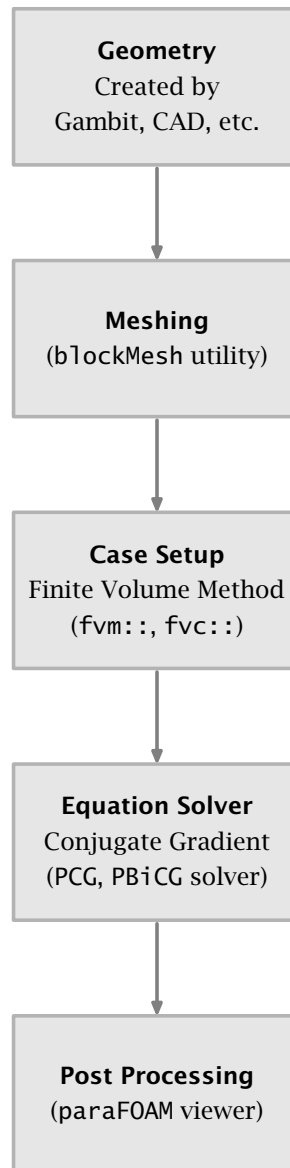 Geometry
Created by
Gambit, CAD, etc.
Meshing
(blockMesh utility)
Case Setup
Finite Volume Method
(fvm::, fvc::)
Equation Solver
Conjugate Gradient
(PCG, PBiCG solver)
Post Processing
(paraFOAM viewer)